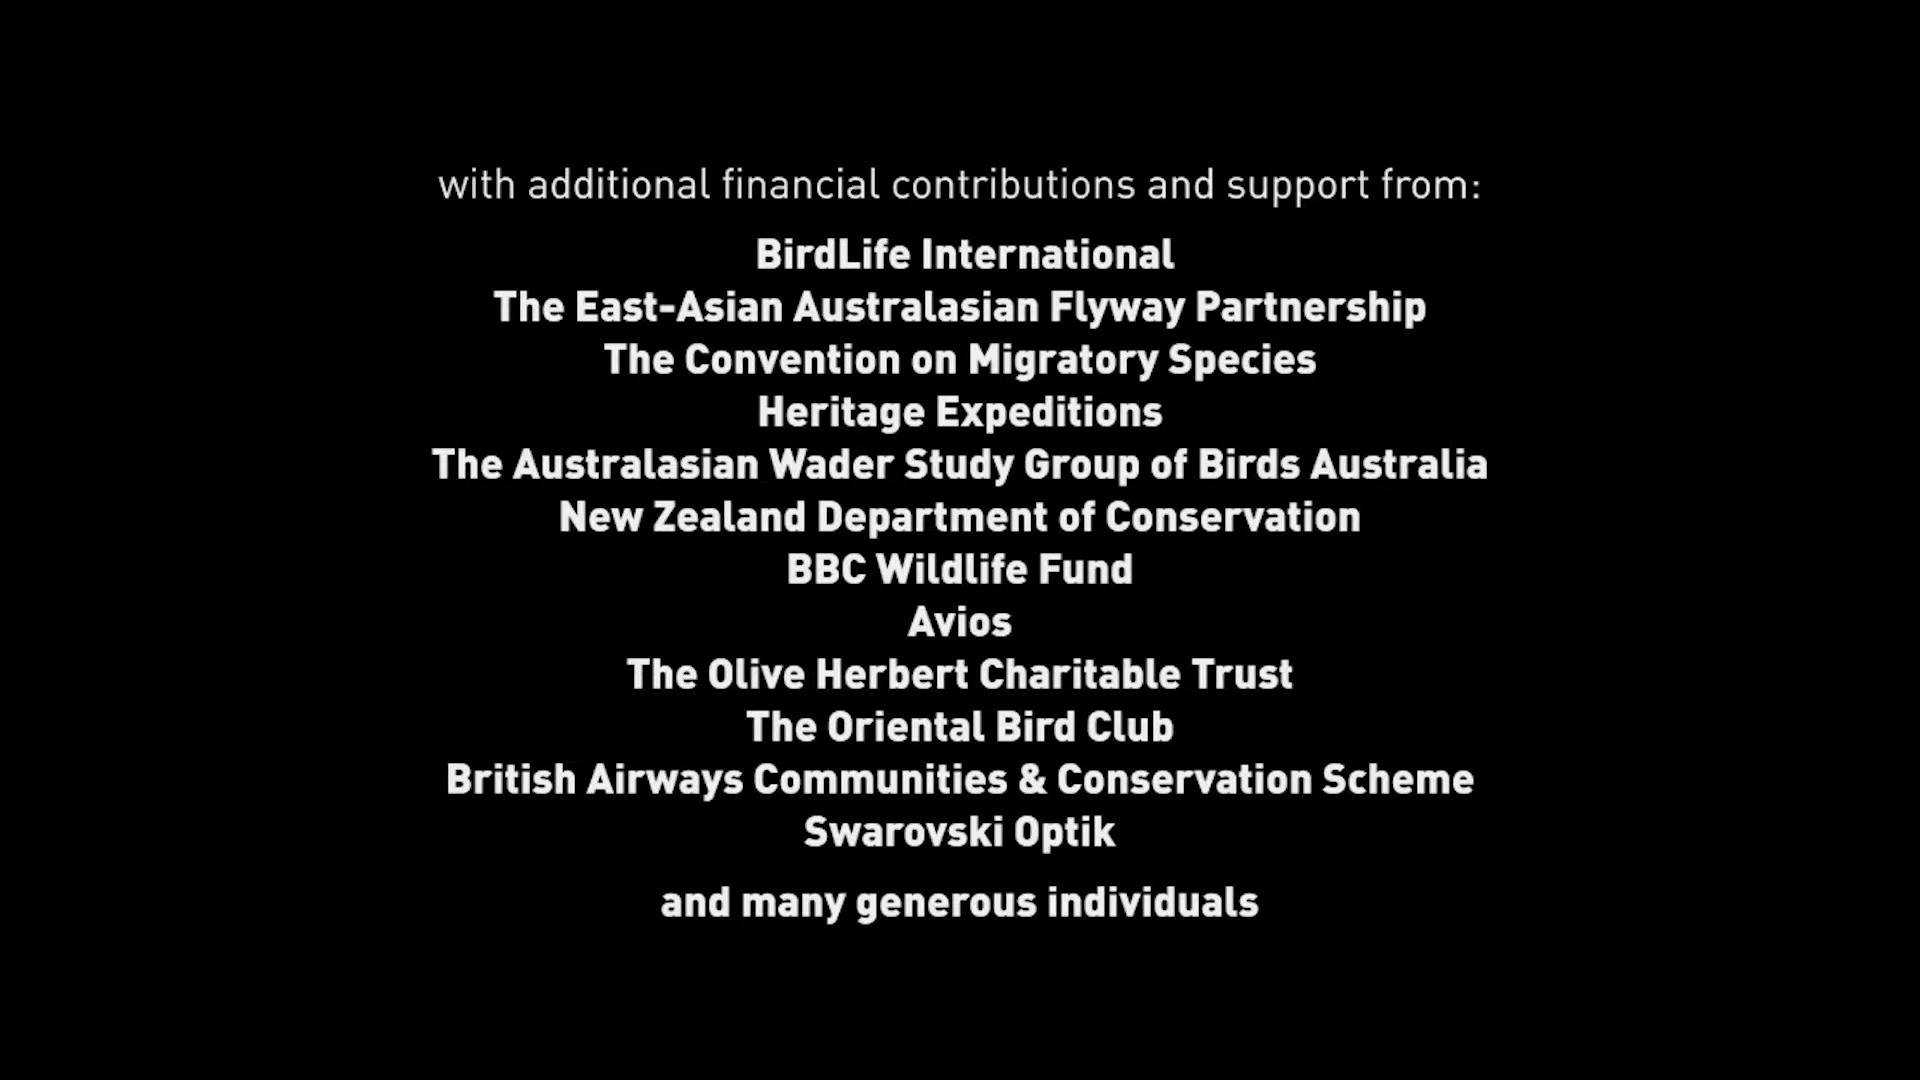 with additional financial contributions and support from:
BirdLife International
The East-Asian Australasian Flyway Partnership
The Convention on Migratory Species
Heritage Expeditions
The Australasian Wader Study Group of Birds Australia
New Zealand Department of Conservation
BBC Wildlife Fund
Avios
The Olive Herbert Charitable Trust
The Oriental Bird Club
British Airways Communities & Conservation Scheme
Swarovski Optik
and many generous individuals